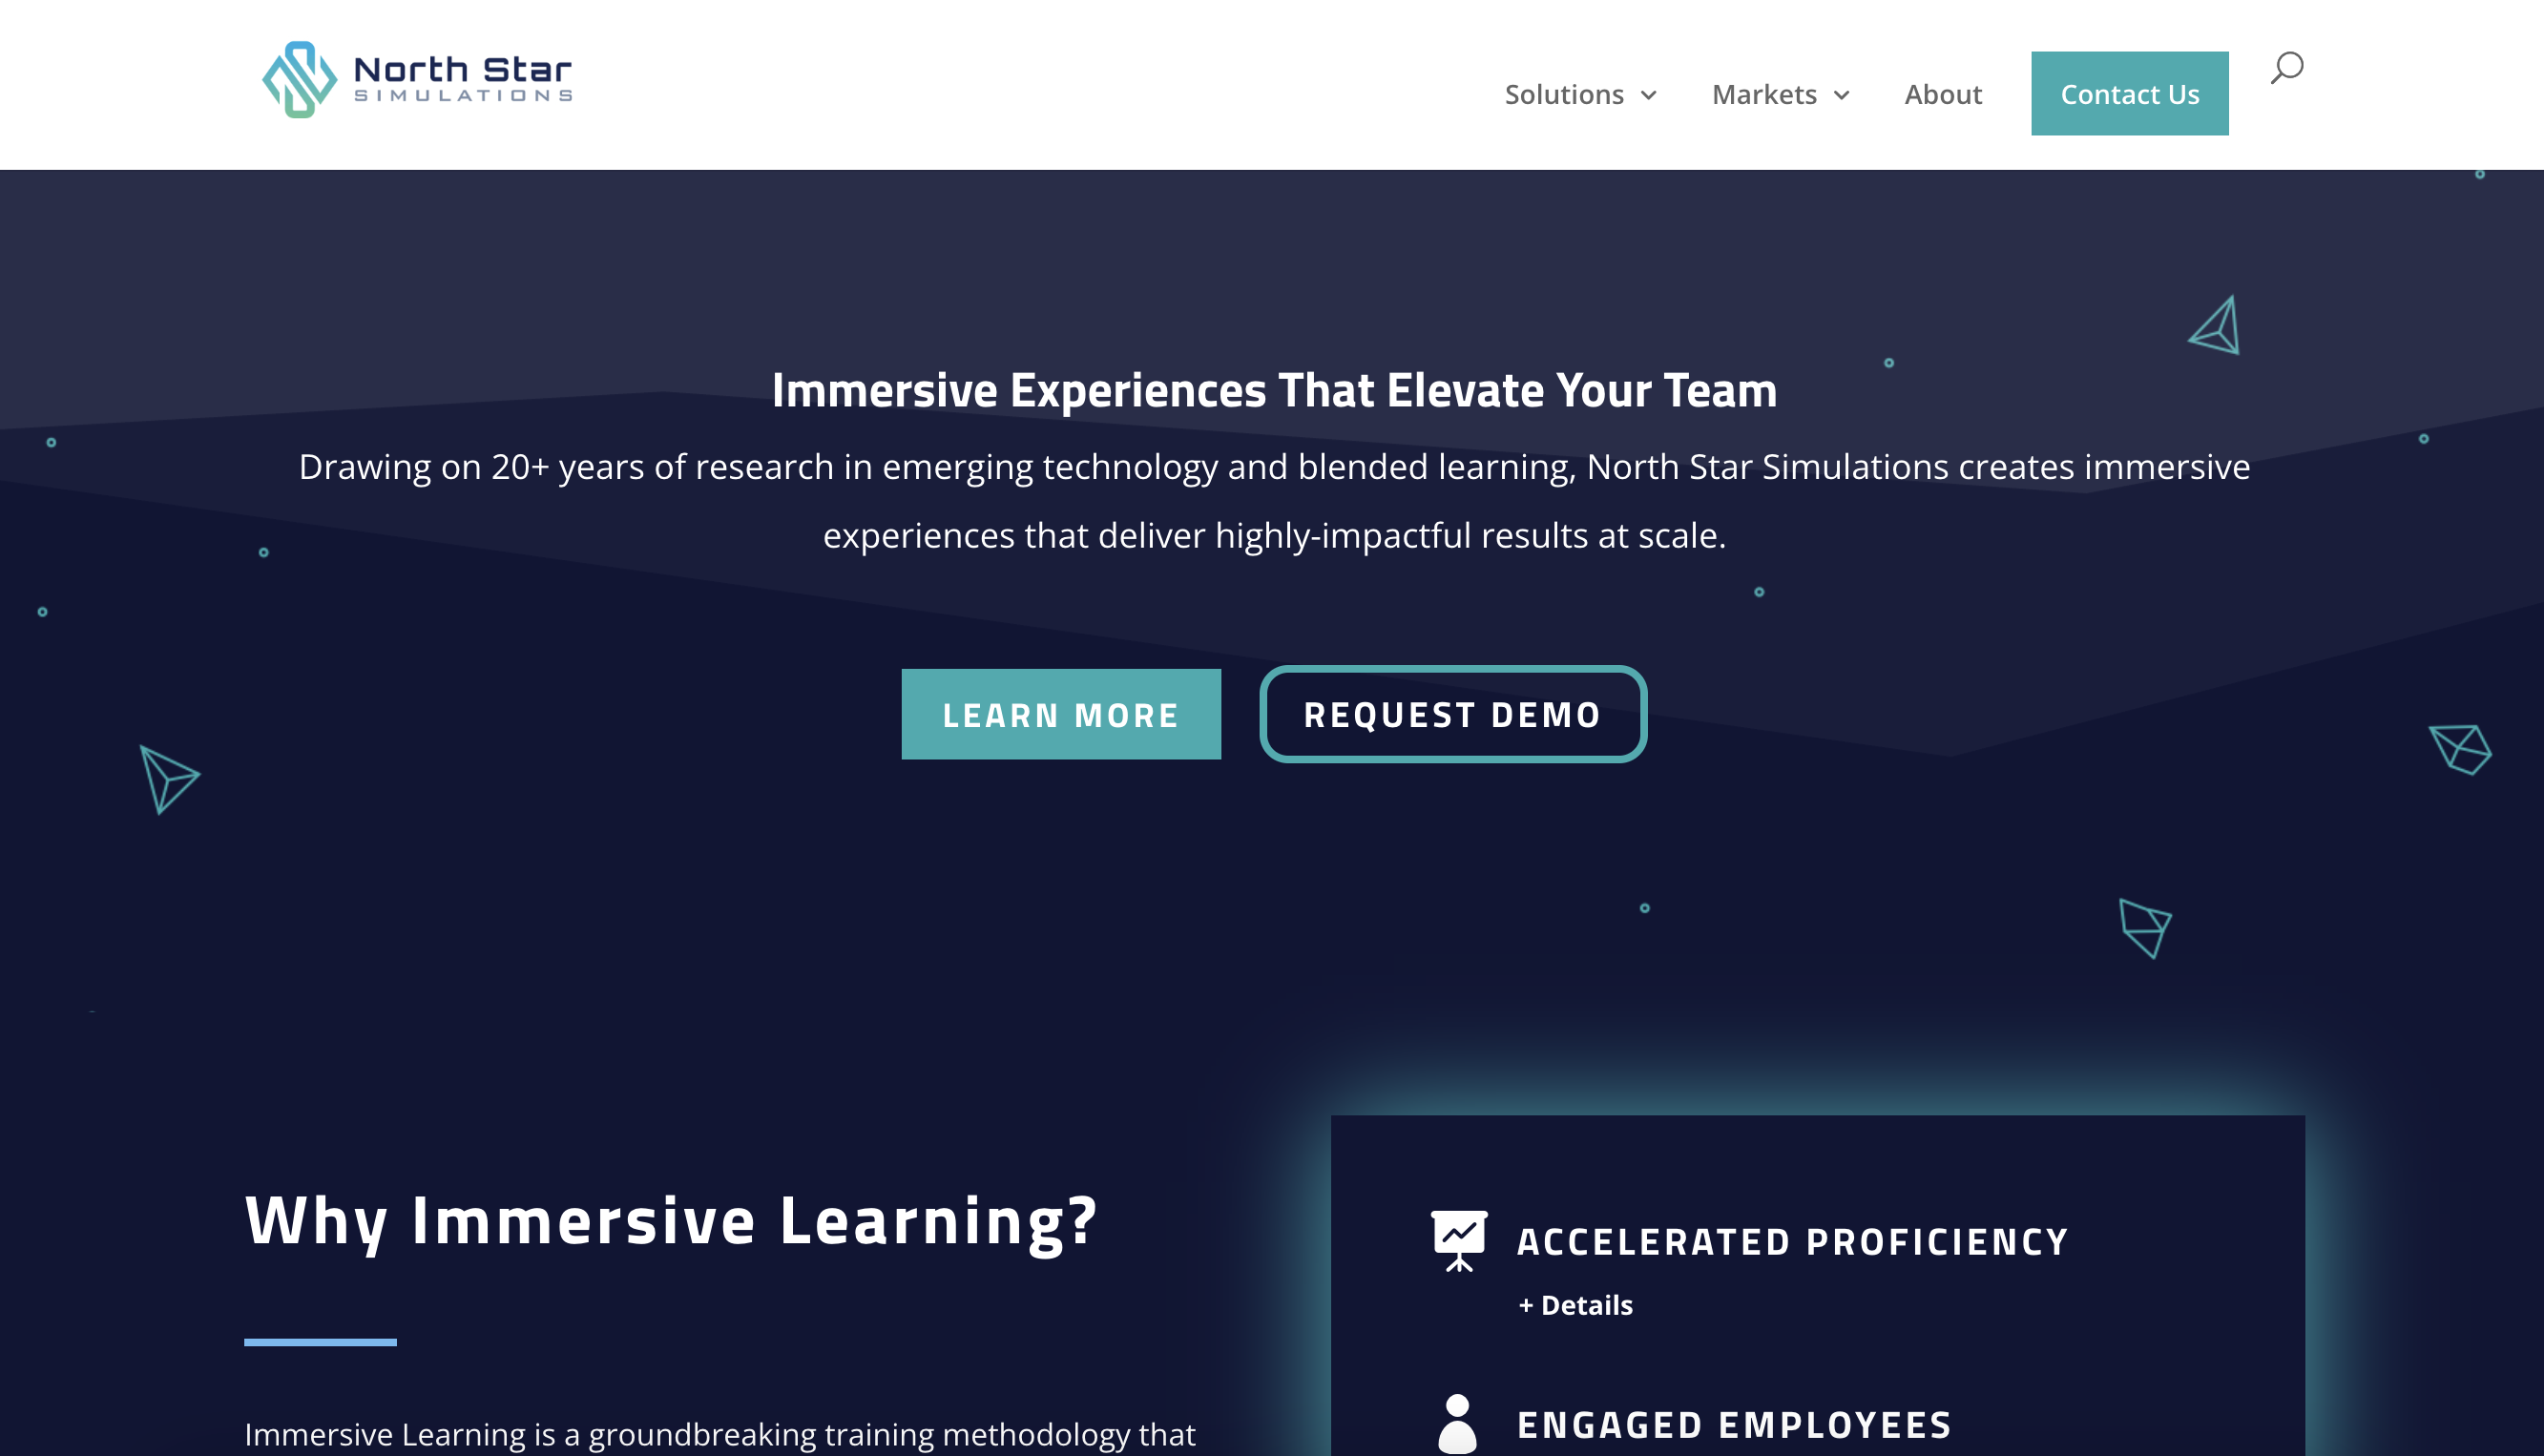 North Star
SIMULATIONS
Solutions
Markets
About
Contact Us
Immersive Experiences That Elevate Your Team
Drawing on 20+ years of research in emerging technology and blended learning, North Star Simulations creates immersive
experiences that deliver highly-impactful results at scale.
LEARN MORE
REQUEST DEMO
Why Immersive Learning?
Immersive Learning is a groundbreaking training methodology that
ACCELERATED PROFICIENCY
+ Details
ENGAGED EMPLOYEES